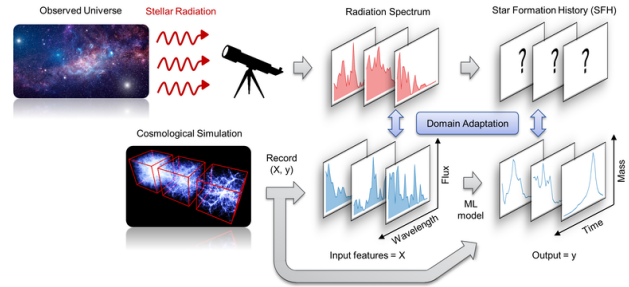 Observed Universe
Stellar Radiation
Radiation Spectrum
Star Formation History (SFH)
? ? ?
Domain Adaptation
Cosmological Simulation
Record
(X, y)
Flux
Wavelength
ML
model
Mass
Time
Input features = X
Output = y